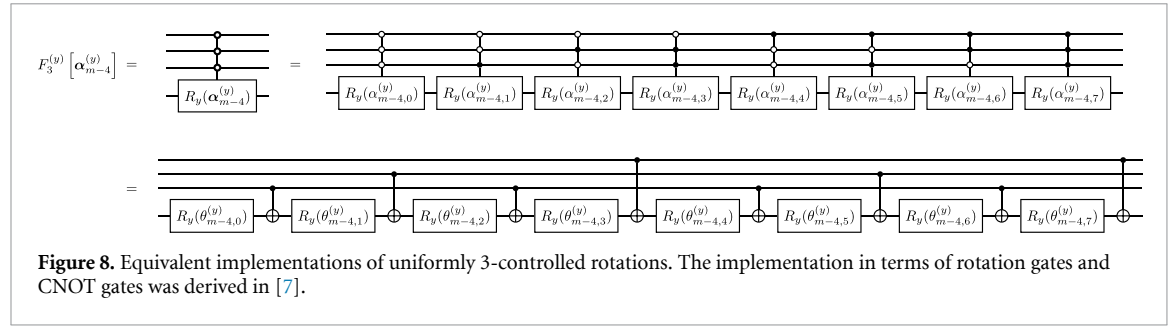 F_3^{(y)} [α_{m−4}^{(y)}] = R_y(α_{m−4}^{(y)}) = R_y(α_{m−4,0}^{(y)}) R_y(α_{m−4,1}^{(y)}) R_y(α_{m−4,2}^{(y)}) R_y(α_{m−4,3}^{(y)}) R_y(α_{m−4,4}^{(y)}) R_y(α_{m−4,5}^{(y)}) R_y(α_{m−4,6}^{(y)}) R_y(α_{m−4,7}^{(y)})
= R_y(θ_{m−4,0}^{(y)}) R_y(θ_{m−4,1}^{(y)}) R_y(θ_{m−4,2}^{(y)}) R_y(θ_{m−4,3}^{(y)}) R_y(θ_{m−4,4}^{(y)}) R_y(θ_{m−4,5}^{(y)}) R_y(θ_{m−4,6}^{(y)}) R_y(θ_{m−4,7}^{(y)})
Figure 8. Equivalent implementations of uniformly 3-controlled rotations. The implementation in terms of rotation gates and
CNOT gates was derived in [7].